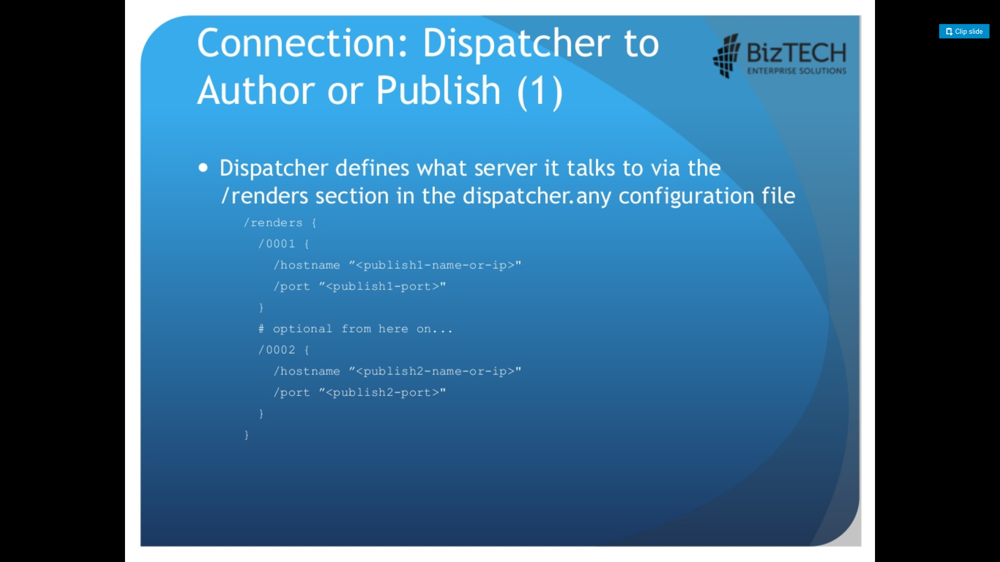 Connection: Dispatcher to
Author or Publish (1)
BizTECH
ENTERPRISE SOLUTIONS
Clip slide
• Dispatcher defines what server it talks to via the
/renders section in the dispatcher.any configuration file
/renders {
/0001 {
/hostname ”<publish1-name-or-ip>"
/port ”<publish1-port>"
}
# optional from here on...
/0002 {
/hostname ”<publish2-name-or-ip>"
/port ”<publish2-port>"
}
}